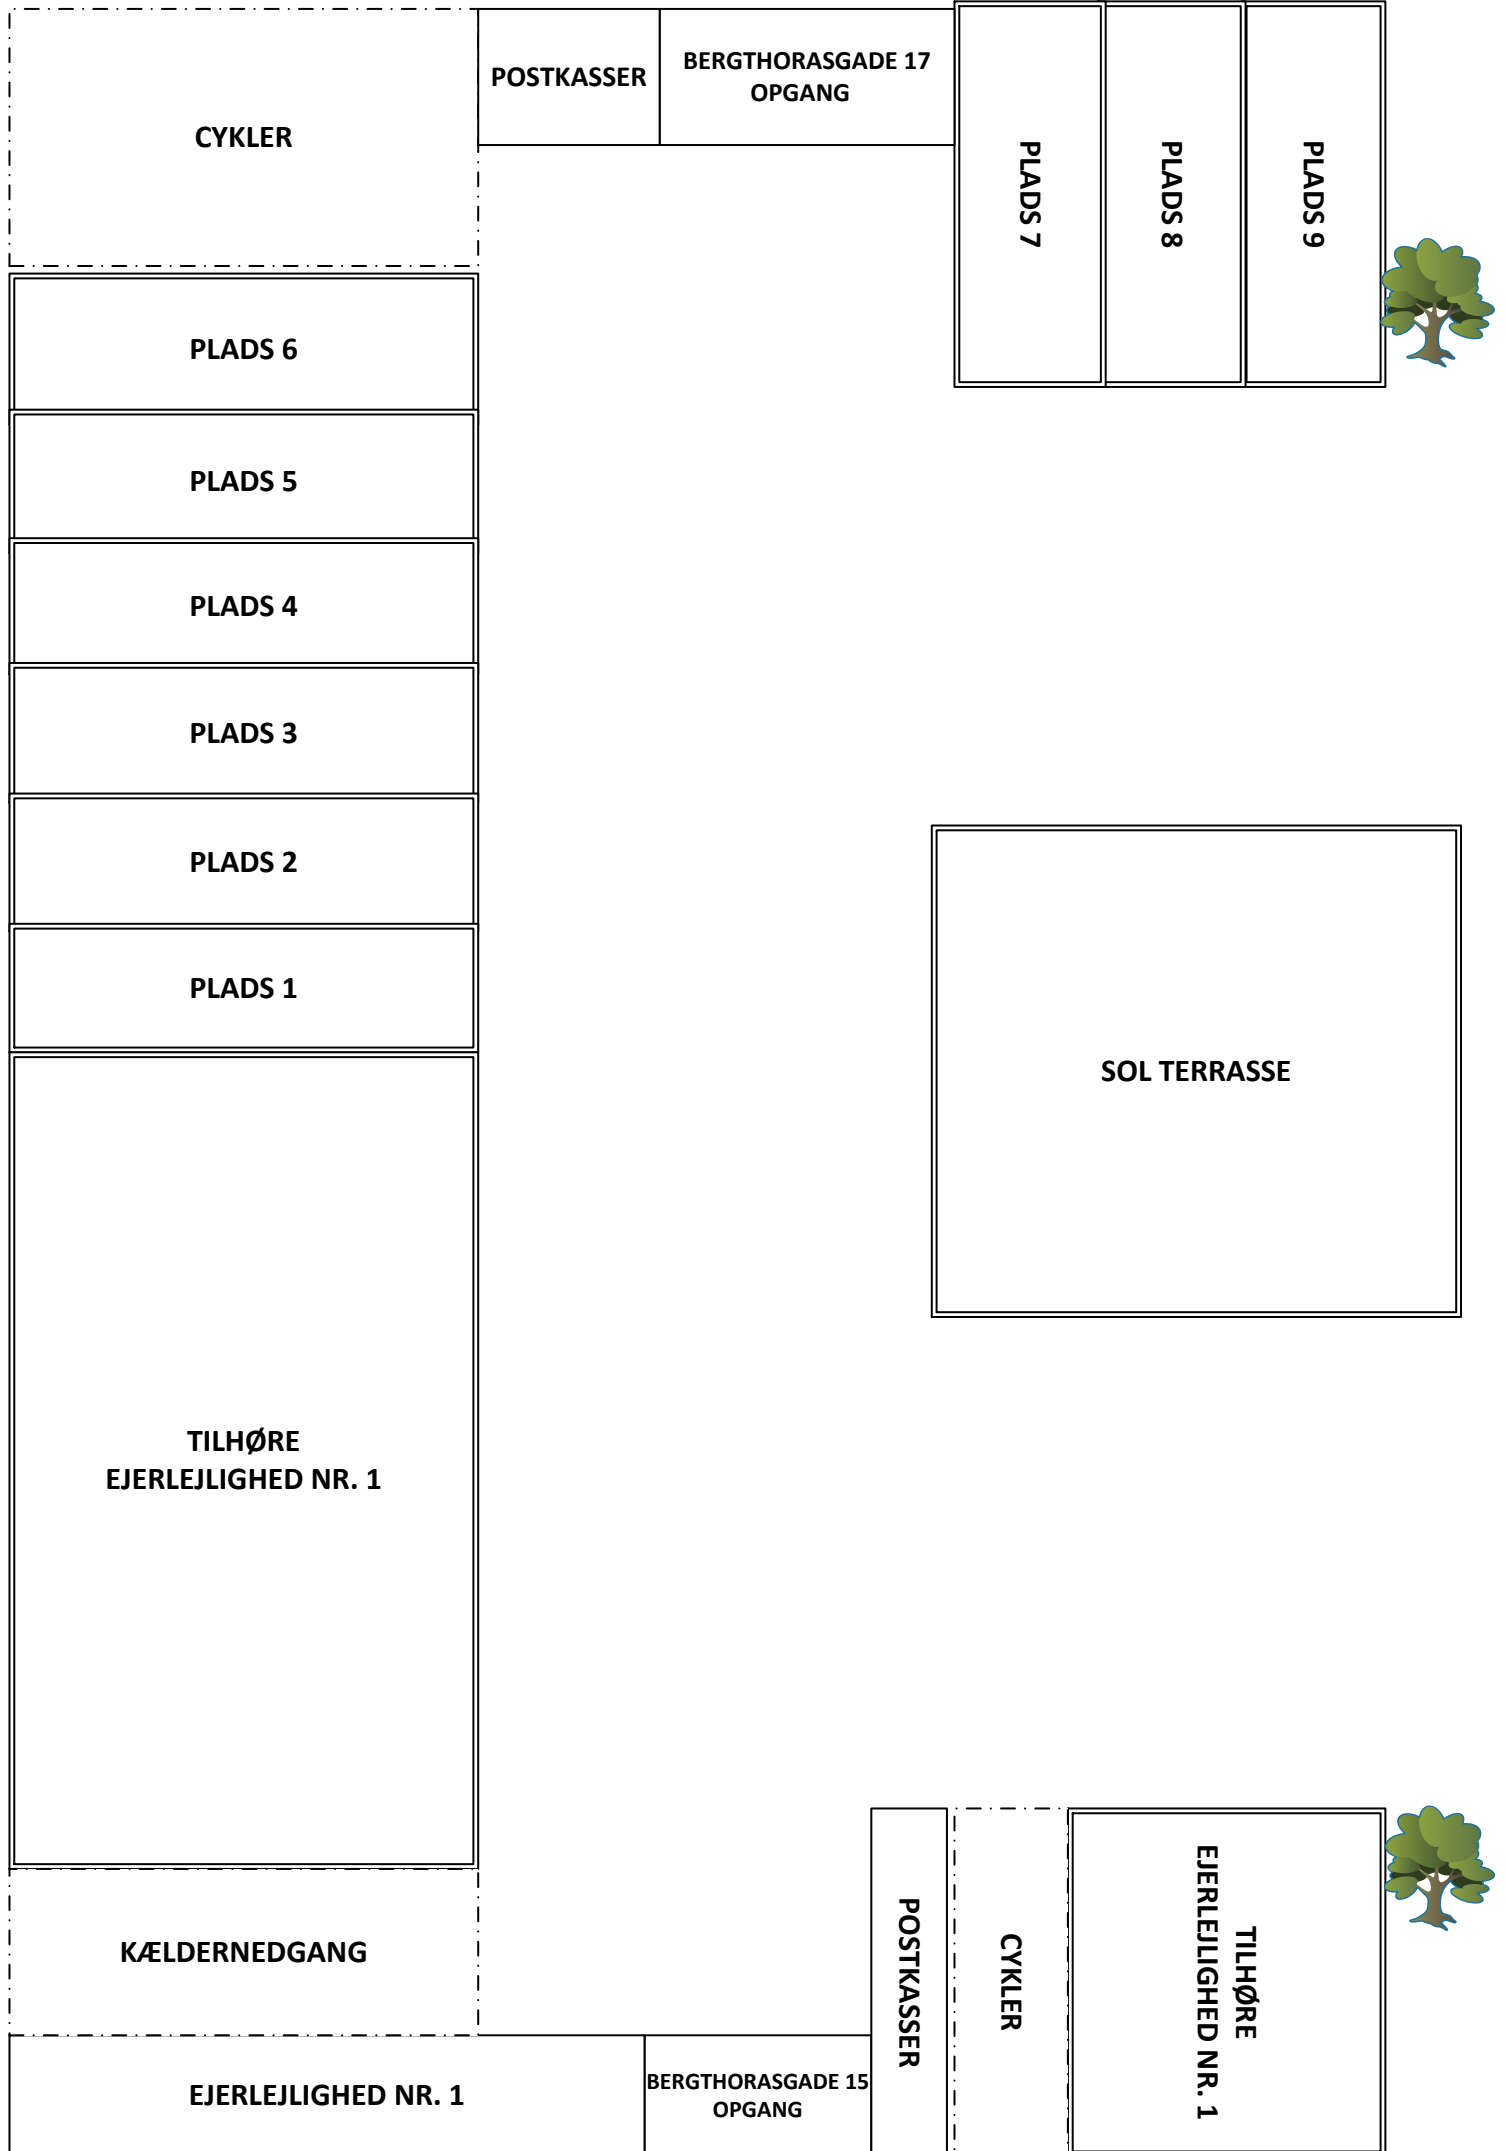 CYKLER
POSTKASSER
BERGTHORASGADE 17
OPGANG
PLADS 7
PLADS 8
PLADS 9
PLADS 6
PLADS 5
PLADS 4
PLADS 3
PLADS 2
PLADS 1
SOL TERRASSE
TILHØRE
EJERLEJLIGHED NR. 1
KÆLDERNEDGANG
EJERLEJLIGHED NR. 1
BERGTHORASGADE 15
OPGANG
POSTKASSER
CYKLER
TILHØRE
EJERLEJLIGHED NR. 1